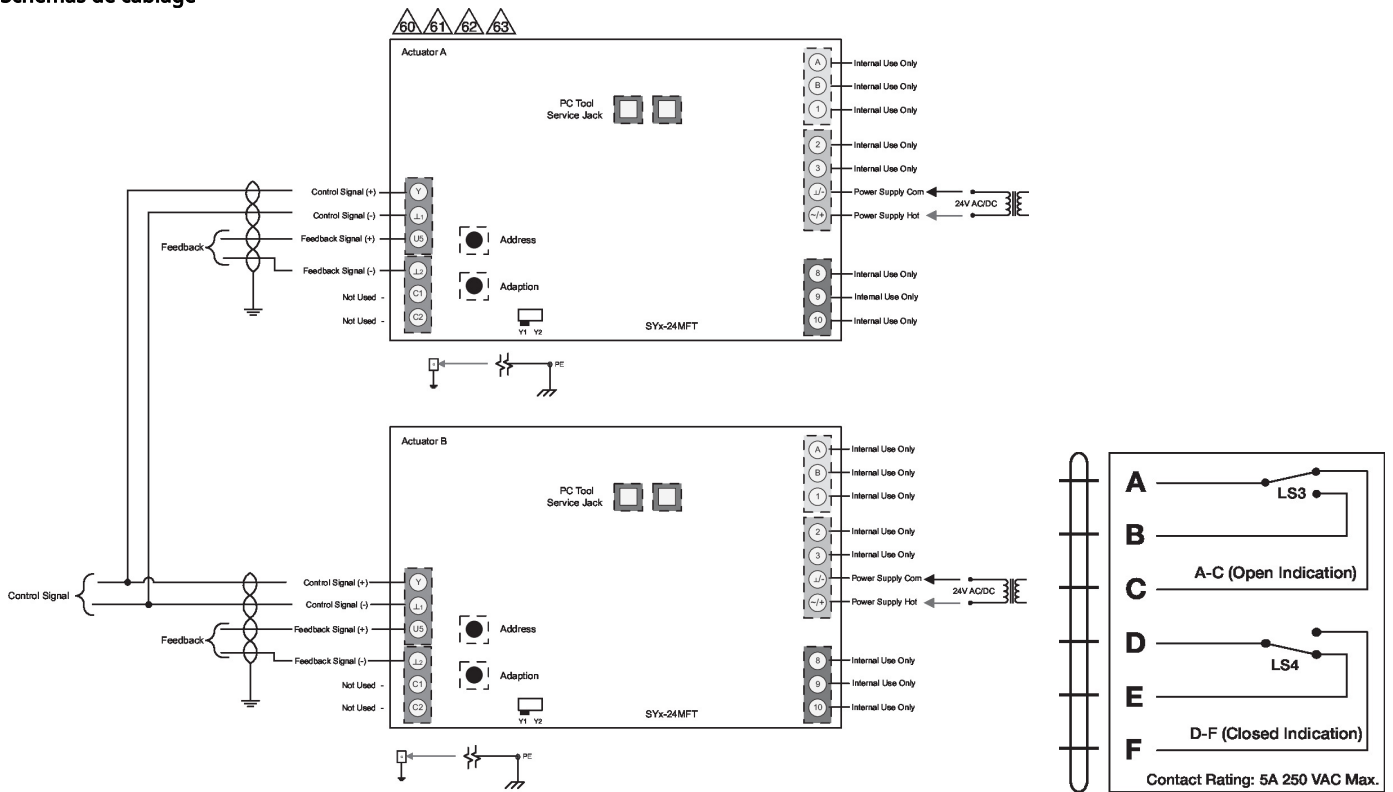 Schémas de câblage
60 61 62 63
Actuator A
PC Tool
Service Jack
A Internal Use Only
B Internal Use Only
1 Internal Use Only
2 Internal Use Only
3 Internal Use Only
⊥/- Power Supply Com
~/+ Power Supply Hot
24V AC/DC
8 Internal Use Only
9 Internal Use Only
10 Internal Use Only
Control Signal (+) Y
Control Signal (-) ⊥1
Feedback Signal (+) U5
Feedback Signal (-) ⊥2
Not Used - C1
Not Used - C2
Feedback
Address
Adaption
Y1 Y2
SYx-24MFT
PE
Actuator B
PC Tool
Service Jack
A Internal Use Only
B Internal Use Only
1 Internal Use Only
2 Internal Use Only
3 Internal Use Only
⊥/- Power Supply Com
~/+ Power Supply Hot
24V AC/DC
8 Internal Use Only
9 Internal Use Only
10 Internal Use Only
Control Signal
Control Signal (+) Y
Control Signal (-) ⊥1
Feedback Signal (+) U5
Feedback Signal (-) ⊥2
Not Used - C1
Not Used - C2
Feedback
Address
Adaption
Y1 Y2
SYx-24MFT
PE
A
LS3
B
A-C (Open Indication)
C
D
LS4
E
D-F (Closed Indication)
F
Contact Rating: 5A 250 VAC Max.